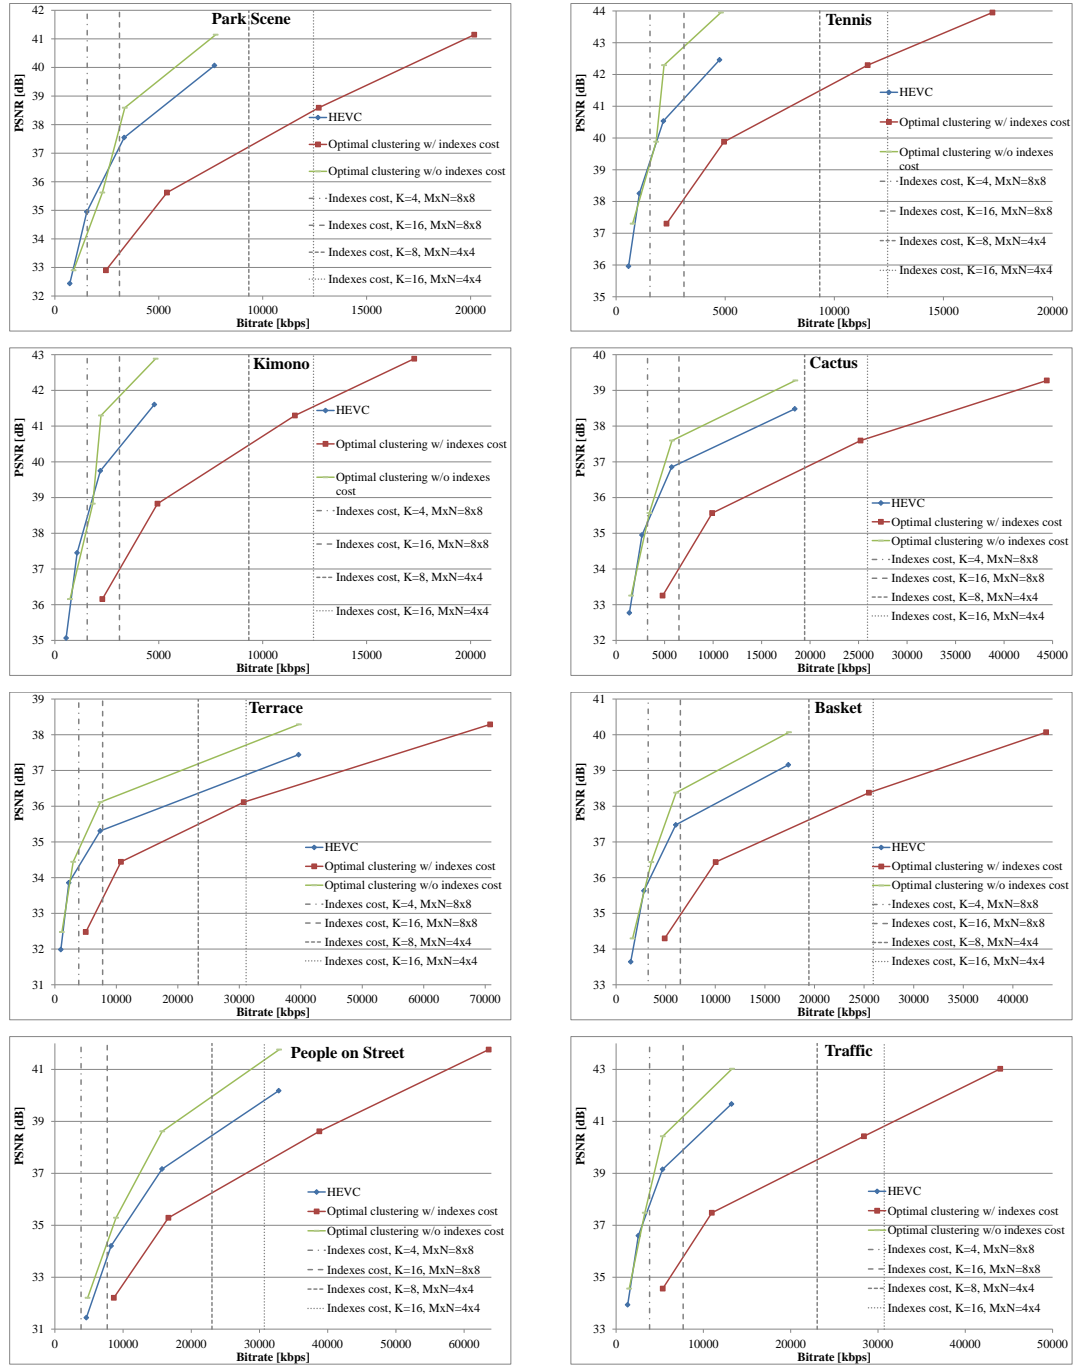 Park Scene
PSNR [dB]
42
41
40
39
38
37
36
35
34
33
32
0 5000 10000 15000 20000
Bitrate [kbps]
HEVC
Optimal clustering w/ indexes cost
Optimal clustering w/o indexes cost
Indexes cost, K=4, MxN=8x8
Indexes cost, K=16, MxN=8x8
Indexes cost, K=8, MxN=4x4
Indexes cost, K=16, MxN=4x4
Tennis
PSNR [dB]
44
43
42
41
40
39
38
37
36
35
0 5000 10000 15000 20000
Bitrate [kbps]
HEVC
Optimal clustering w/ indexes cost
Optimal clustering w/o indexes
cost
Indexes cost, K=4, MxN=8x8
Indexes cost, K=16, MxN=8x8
Indexes cost, K=8, MxN=4x4
Indexes cost, K=16, MxN=4x4
Kimono
PSNR [dB]
43
42
41
40
39
38
37
36
35
0 5000 10000 15000 20000
Bitrate [kbps]
HEVC
Optimal clustering w/ indexes cost
Optimal clustering w/o indexes
cost
Indexes cost, K=4, MxN=8x8
Indexes cost, K=16, MxN=8x8
Indexes cost, K=8, MxN=4x4
Indexes cost, K=16, MxN=4x4
Cactus
PSNR [dB]
40
39
38
37
36
35
34
33
32
0 5000 10000 15000 20000 25000 30000 35000 40000 45000
Bitrate [kbps]
HEVC
Optimal clustering w/ indexes cost
Optimal clustering w/o indexes cost
Indexes cost, K=4, MxN=8x8
Indexes cost, K=16, MxN=8x8
Indexes cost, K=8, MxN=4x4
Indexes cost, K=16, MxN=4x4
Terrace
PSNR [dB]
39
38
37
36
35
34
33
32
31
0 10000 20000 30000 40000 50000 60000 70000
Bitrate [kbps]
HEVC
Optimal clustering w/ indexes cost
Optimal clustering w/o indexes cost
Indexes cost, K=4, MxN=8x8
Indexes cost, K=16, MxN=8x8
Indexes cost, K=8, MxN=4x4
Indexes cost, K=16, MxN=4x4
Basket
PSNR [dB]
41
40
39
38
37
36
35
34
33
0 5000 10000 15000 20000 25000 30000 35000 40000
Bitrate [kbps]
HEVC
Optimal clustering w/ indexes cost
Optimal clustering w/o indexes cost
Indexes cost, K=4, MxN=8x8
Indexes cost, K=16, MxN=8x8
Indexes cost, K=8, MxN=4x4
Indexes cost, K=16, MxN=4x4
People on Street
PSNR [dB]
41
39
37
35
33
31
0 10000 20000 30000 40000 50000 60000
Bitrate [kbps]
HEVC
Optimal clustering w/ indexes cost
Optimal clustering w/o indexes cost
Indexes cost, K=4, MxN=8x8
Indexes cost, K=16, MxN=8x8
Indexes cost, K=8, MxN=4x4
Indexes cost, K=16, MxN=4x4
Traffic
PSNR [dB]
43
41
39
37
35
33
0 10000 20000 30000 40000 50000
Bitrate [kbps]
HEVC
Optimal clustering w/ indexes cost
Optimal clustering w/o indexes cost
Indexes cost, K=4, MxN=8x8
Indexes cost, K=16, MxN=8x8
Indexes cost, K=8, MxN=4x4
Indexes cost, K=16, MxN=4x4